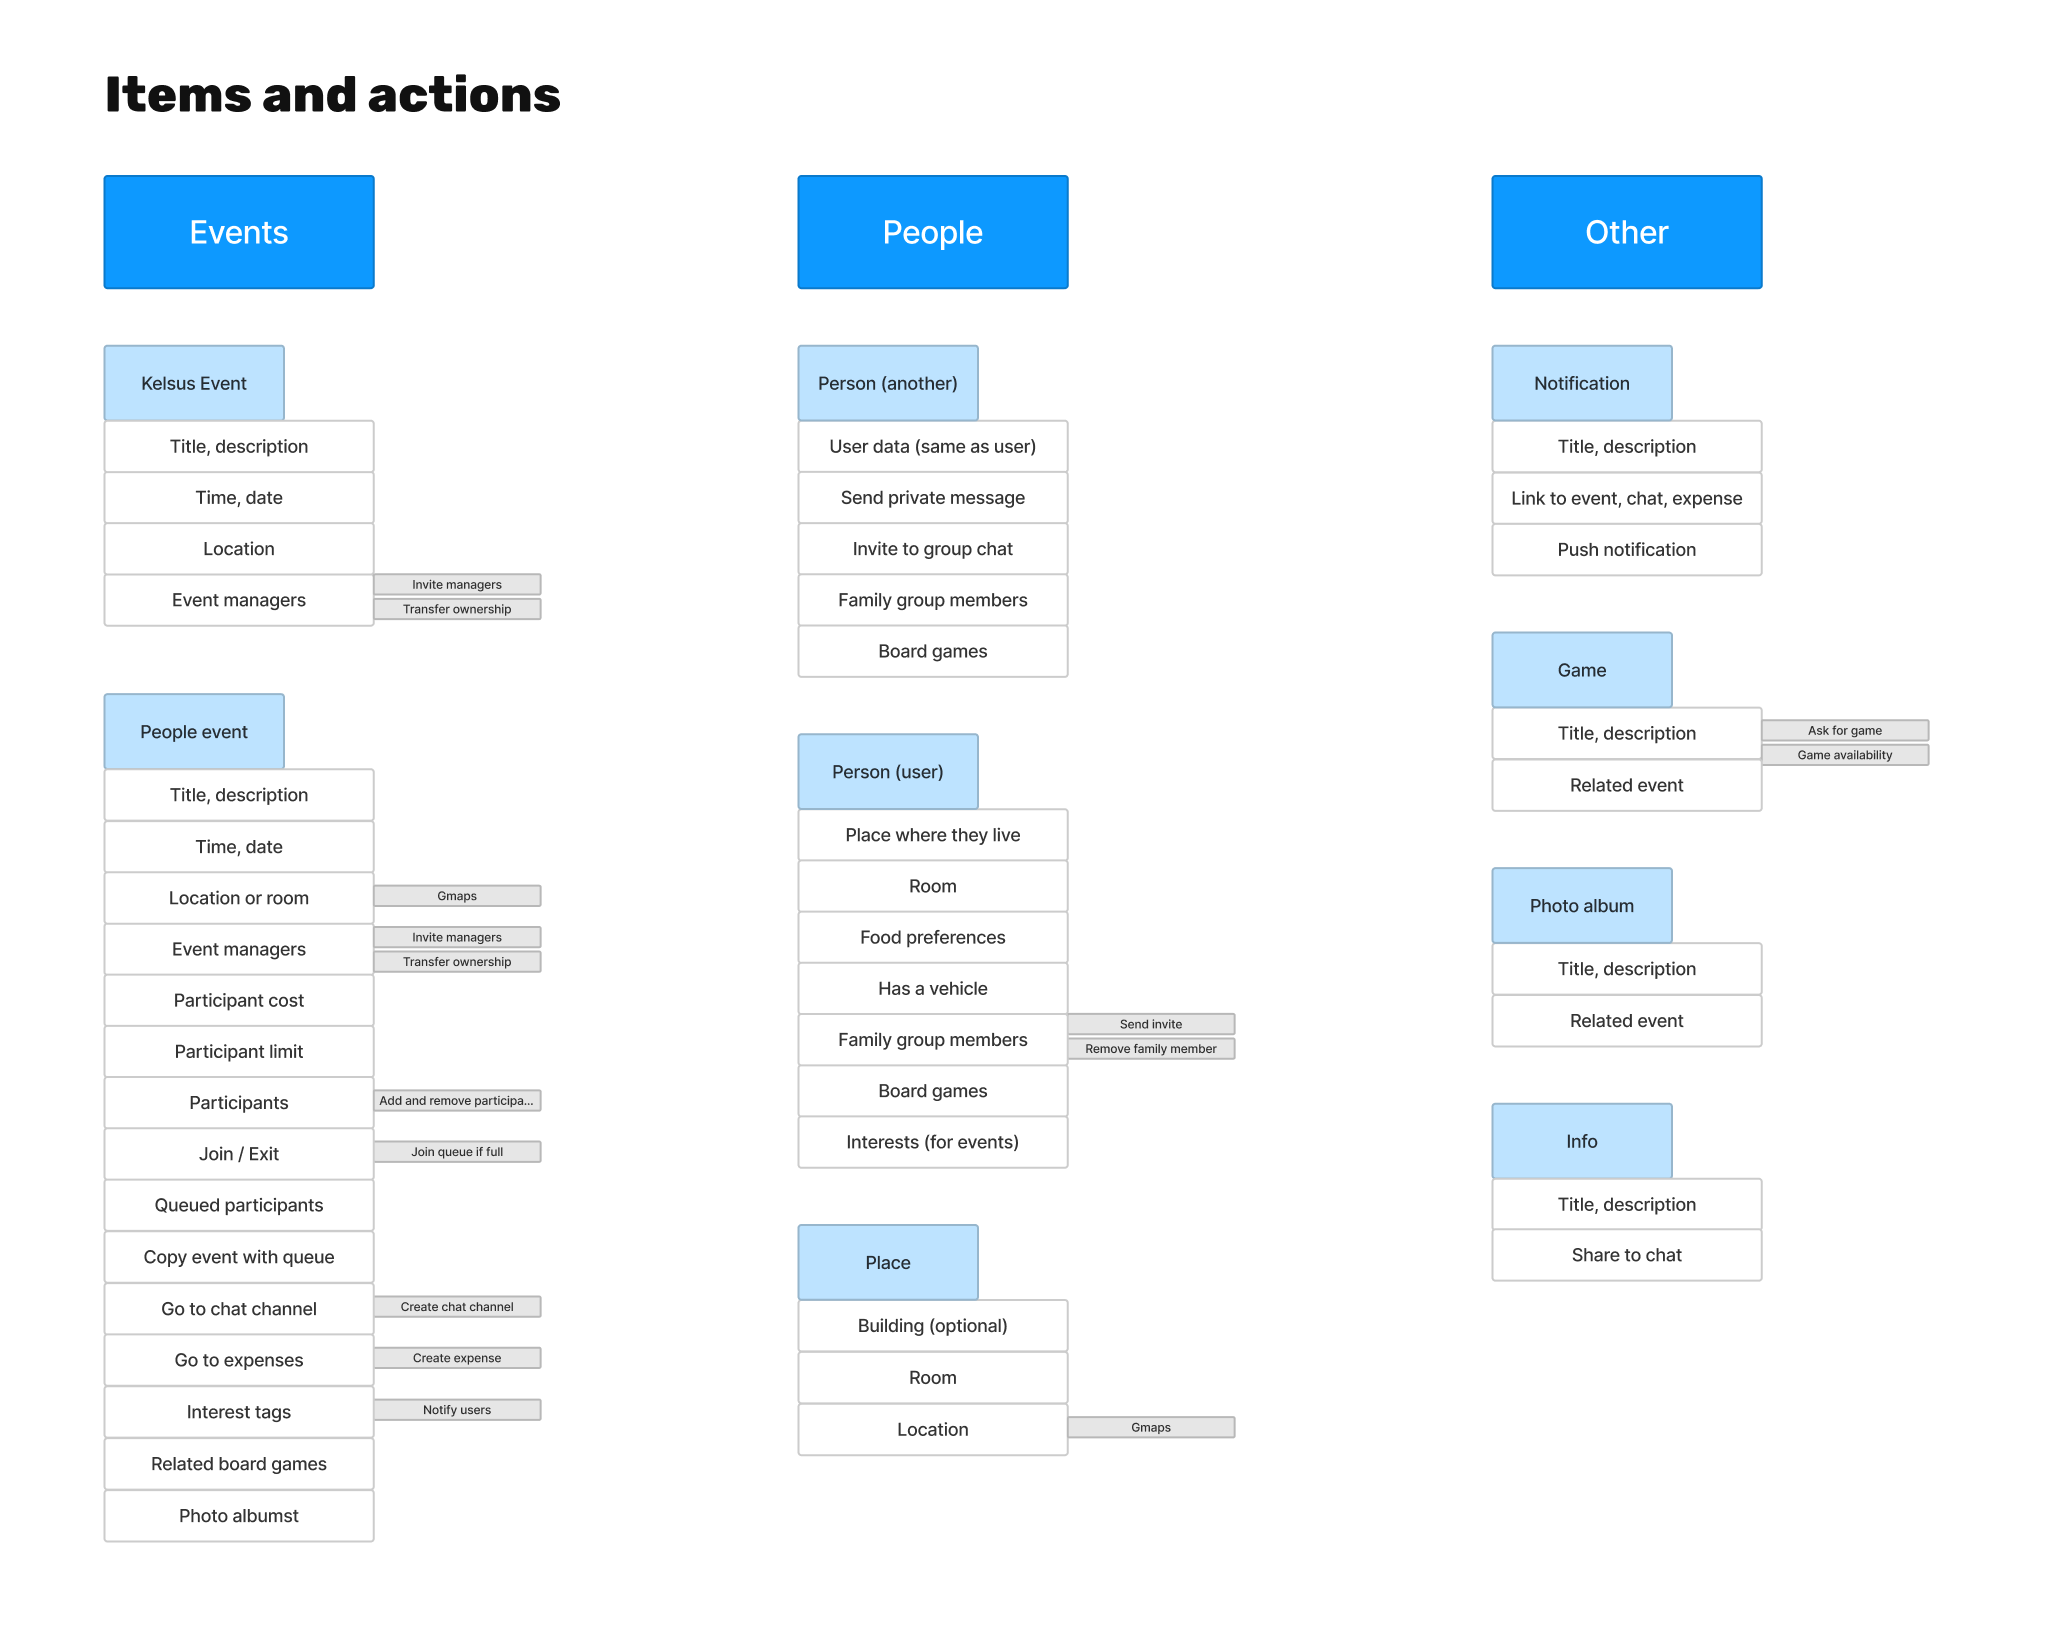 Items and actions
Events
Kelsus Event
Title, description
Time, date
Location
Event managers
Invite managers
Transfer ownership
People event
Title, description
Time, date
Location or room
Gmaps
Event managers
Invite managers
Transfer ownership
Participant cost
Participant limit
Participants
Add and remove participa...
Join / Exit
Join queue if full
Queued participants
Copy event with queue
Go to chat channel
Create chat channel
Go to expenses
Create expense
Interest tags
Notify users
Related board games
Photo albumst
People
Person (another)
User data (same as user)
Send private message
Invite to group chat
Family group members
Board games
Person (user)
Place where they live
Room
Food preferences
Has a vehicle
Family group members
Send invite
Remove family member
Board games
Interests (for events)
Place
Building (optional)
Room
Location
Gmaps
Other
Notification
Title, description
Link to event, chat, expense
Push notification
Game
Title, description
Ask for game
Game availability
Related event
Photo album
Title, description
Related event
Info
Title, description
Share to chat